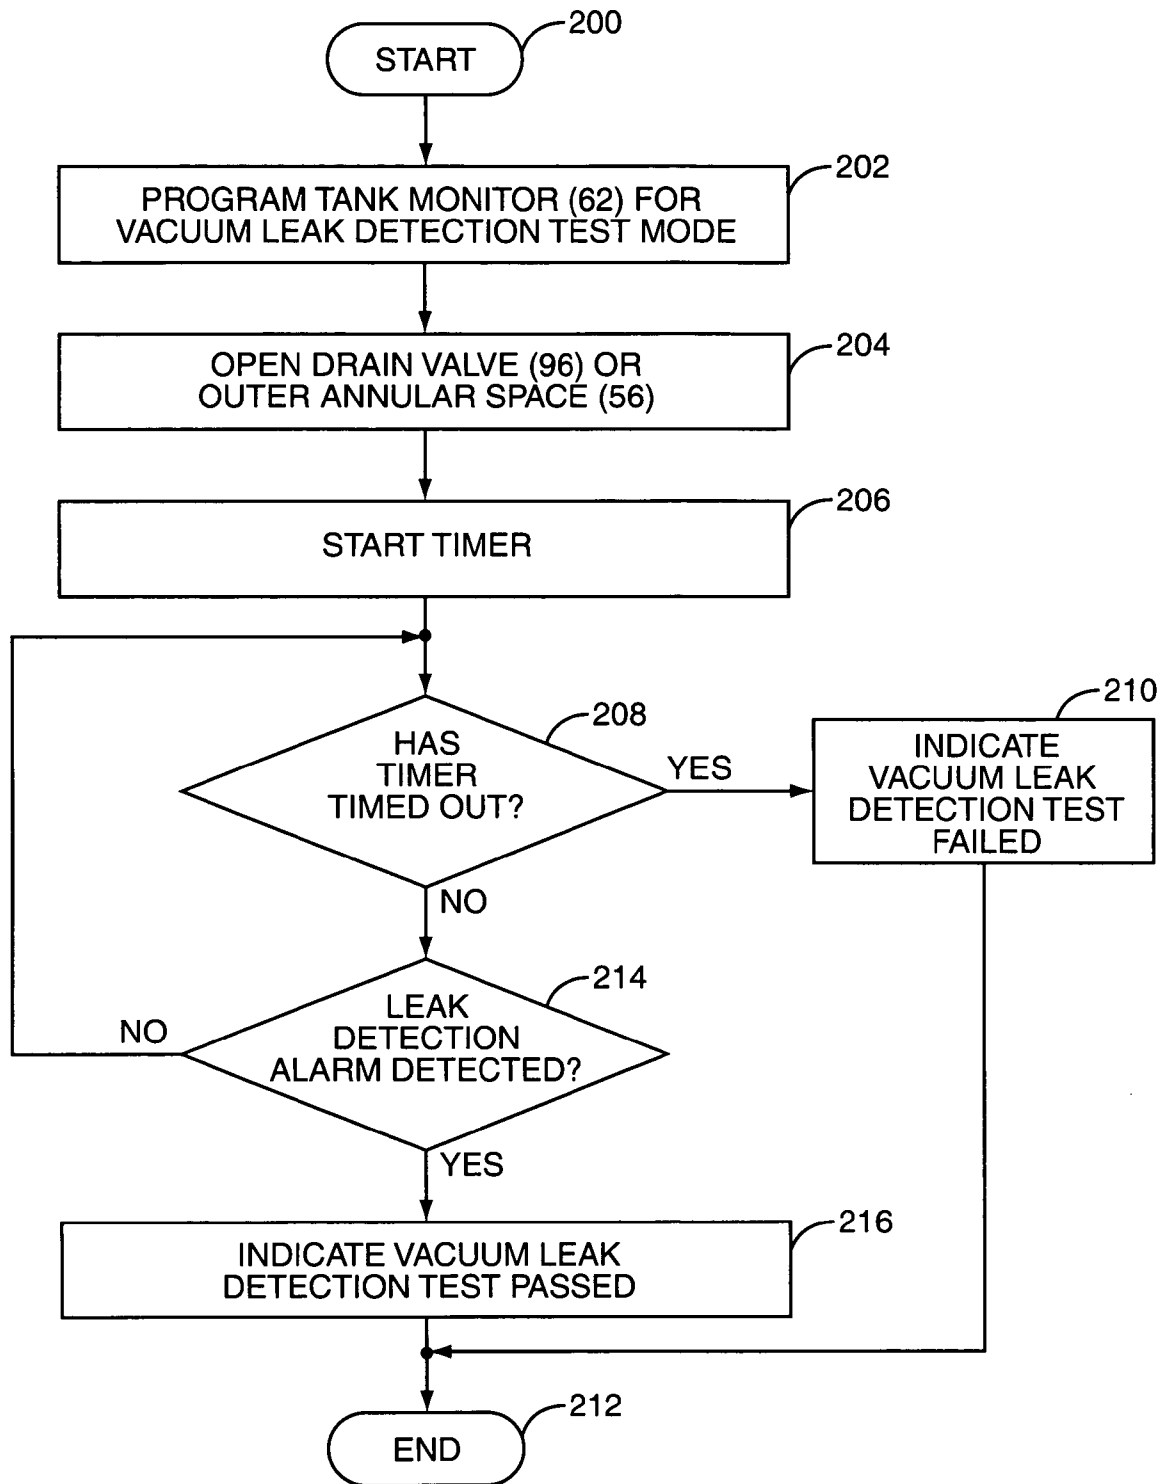 200
START
202
PROGRAM TANK MONITOR (62) FOR
VACUUM LEAK DETECTION TEST MODE
204
OPEN DRAIN VALVE (96) OR
OUTER ANNULAR SPACE (56)
206
START TIMER
208
HAS
TIMER
TIMED OUT?
YES
210
INDICATE
VACUUM LEAK
DETECTION TEST
FAILED
NO
214
LEAK
DETECTION
ALARM DETECTED?
NO
YES
216
INDICATE VACUUM LEAK
DETECTION TEST PASSED
212
END